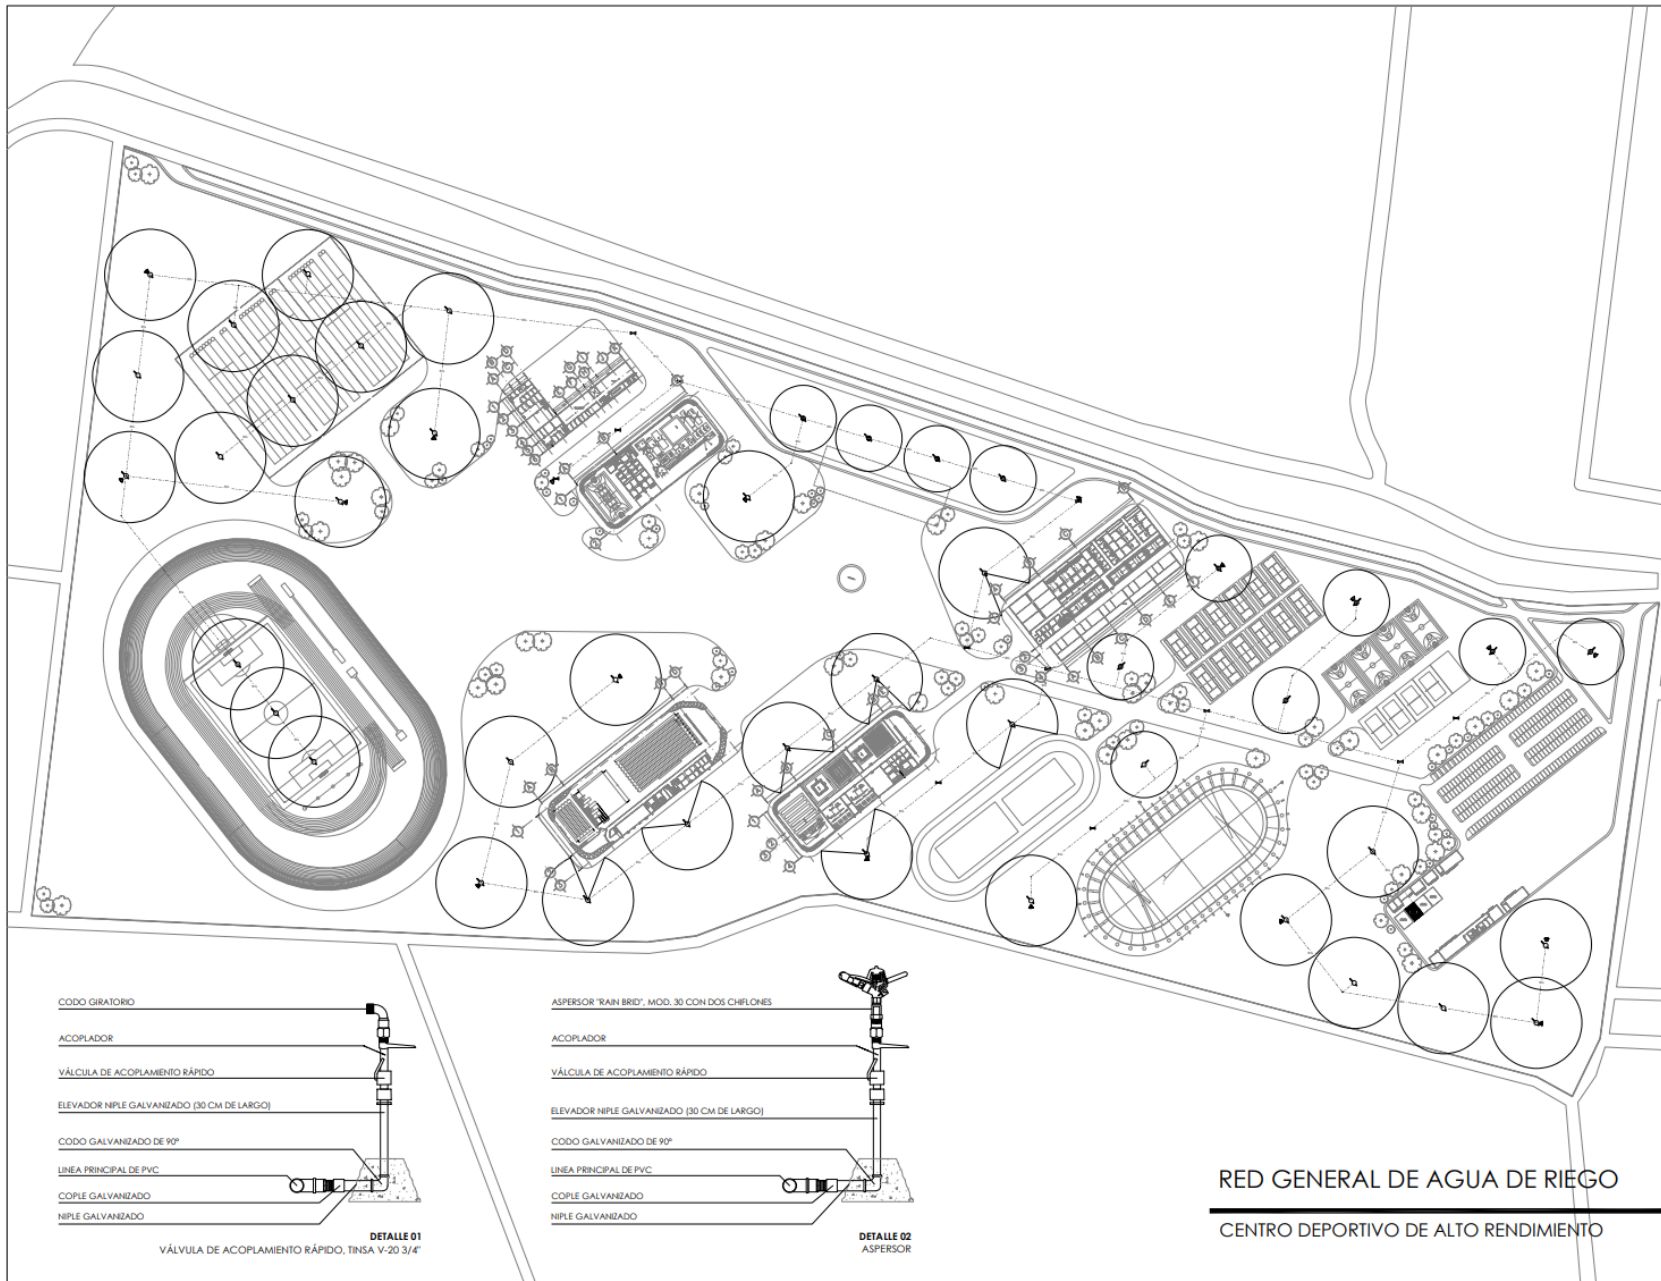 CODO GIRATORIO
ACOPLADOR
VÁLCULA DE ACOPLAMIENTO RÁPIDO
ELEVADOR NIPLE GALVANIZADO (30 CM DE LARGO)
CODO GALVANIZADO DE 90°
LINEA PRINCIPAL DE PVC
COPLE GALVANIZADO
NIPLE GALVANIZADO
DETALLE 01
VÁLVULA DE ACOPLAMIENTO RÁPIDO, TINSA V-20 3/4"
ASPERSOR "RAIN BRID", MOD. 30 CON DOS CHIFLONES
ACOPLADOR
VÁLCULA DE ACOPLAMIENTO RÁPIDO
ELEVADOR NIPLE GALVANIZADO (30 CM DE LARGO)
CODO GALVANIZADO DE 90°
LINEA PRINCIPAL DE PVC
COPLE GALVANIZADO
NIPLE GALVANIZADO
DETALLE 02
ASPERSOR
RED GENERAL DE AGUA DE RIEGO
CENTRO DEPORTIVO DE ALTO RENDIMIENTO